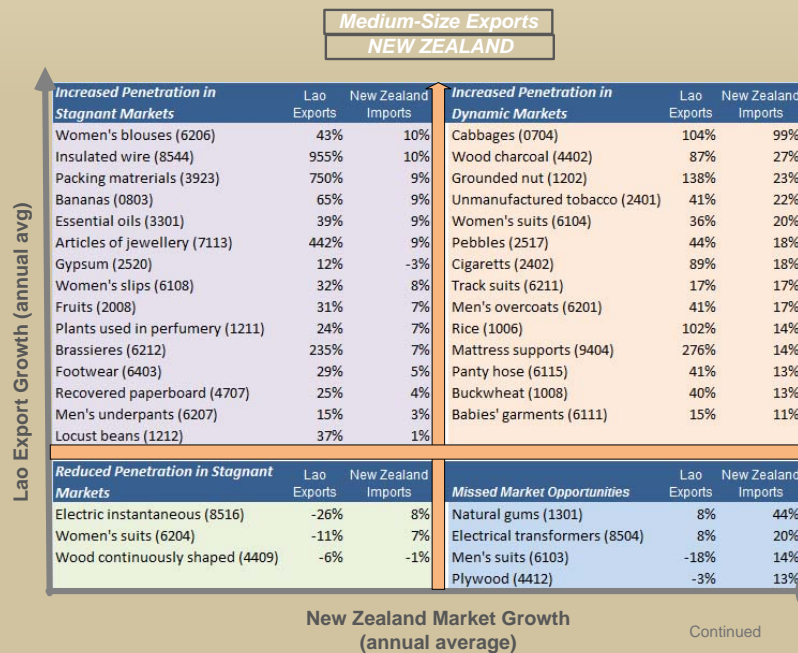 Medium-Size Exports
NEW ZEALAND
Lao Export Growth (annual avg)
Increased Penetration in Stagnant Markets Lao Exports New Zealand Imports
Women's blouses (6206) 43% 10%
Insulated wire (8544) 955% 10%
Packing matrerials (3923) 750% 9%
Bananas (0803) 65% 9%
Essential oils (3301) 39% 9%
Articles of jewellery (7113) 442% 9%
Gypsum (2520) 12% -3%
Women's slips (6108) 32% 8%
Fruits (2008) 31% 7%
Plants used in perfumery (1211) 24% 7%
Brassieres (6212) 235% 7%
Footwear (6403) 29% 5%
Recovered paperboard (4707) 25% 4%
Men's underpants (6207) 15% 3%
Locust beans (1212) 37% 1%
Increased Penetration in Dynamic Markets Lao Exports New Zealand Imports
Cabbages (0704) 104% 99%
Wood charcoal (4402) 87% 27%
Grounded nut (1202) 138% 23%
Unmanufactured tobacco (2401) 41% 22%
Women's suits (6104) 36% 20%
Pebbles (2517) 44% 18%
Cigaretts (2402) 89% 18%
Track suits (6211) 17% 17%
Men's overcoats (6201) 41% 17%
Rice (1006) 102% 14%
Mattress supports (9404) 276% 14%
Panty hose (6115) 41% 13%
Buckwheat (1008) 40% 13%
Babies' garments (6111) 15% 11%
Reduced Penetration in Stagnant Markets Lao Exports New Zealand Imports
Electric instantaneous (8516) -26% 8%
Women's suits (6204) -11% 7%
Wood continuously shaped (4409) -6% -1%
Missed Market Opportunities Lao Exports New Zealand Imports
Natural gums (1301) 8% 44%
Electrical transformers (8504) 8% 20%
Men's suits (6103) -18% 14%
Plywood (4412) -3% 13%
New Zealand Market Growth
(annual average)
Continued